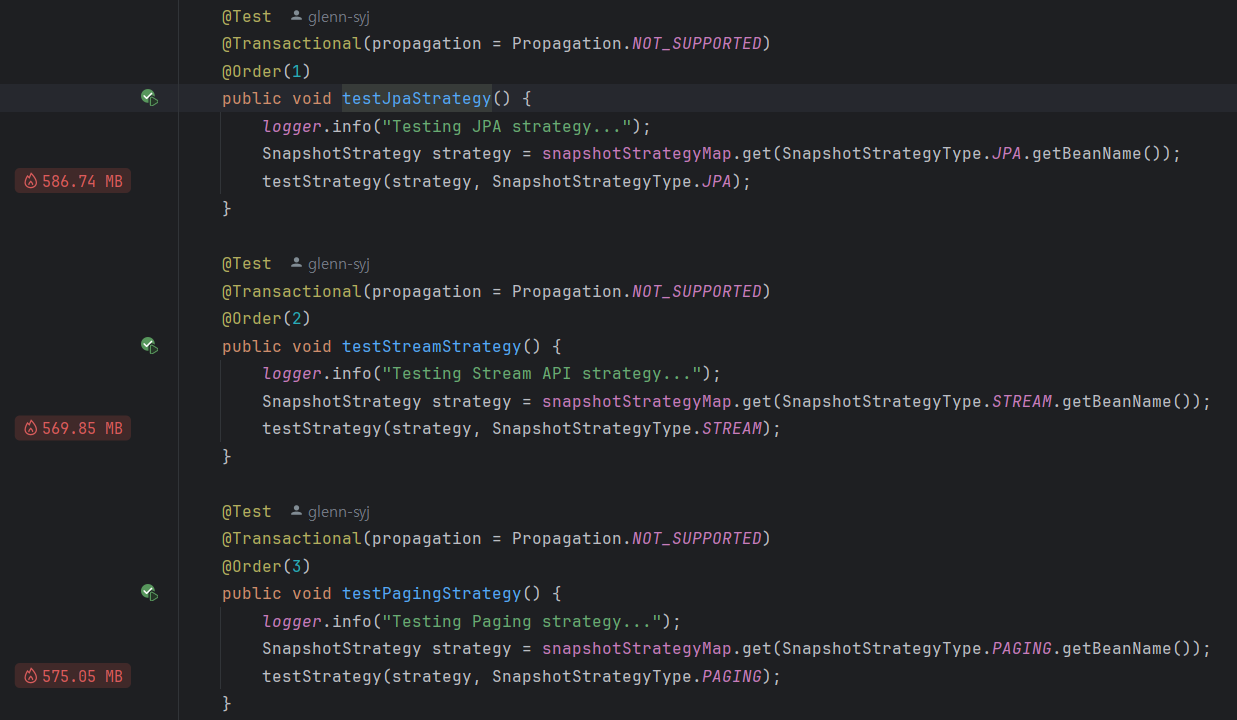 @Test glenn-syj
@Transactional(propagation = Propagation.NOT_SUPPORTED)
@Order(1)
public void testJpaStrategy() {
logger.info("Testing JPA strategy...");
SnapshotStrategy strategy = snapshotStrategyMap.get(SnapshotStrategyType.JPA.getBeanName());
586.74 MB testStrategy(strategy, SnapshotStrategyType.JPA);
}
@Test glenn-syj
@Transactional(propagation = Propagation.NOT_SUPPORTED)
@Order(2)
public void testStreamStrategy() {
logger.info("Testing Stream API strategy...");
SnapshotStrategy strategy = snapshotStrategyMap.get(SnapshotStrategyType.STREAM.getBeanName());
569.85 MB testStrategy(strategy, SnapshotStrategyType.STREAM);
}
@Test glenn-syj
@Transactional(propagation = Propagation.NOT_SUPPORTED)
@Order(3)
public void testPagingStrategy() {
logger.info("Testing Paging strategy...");
SnapshotStrategy strategy = snapshotStrategyMap.get(SnapshotStrategyType.PAGING.getBeanName());
575.05 MB testStrategy(strategy, SnapshotStrategyType.PAGING);
}